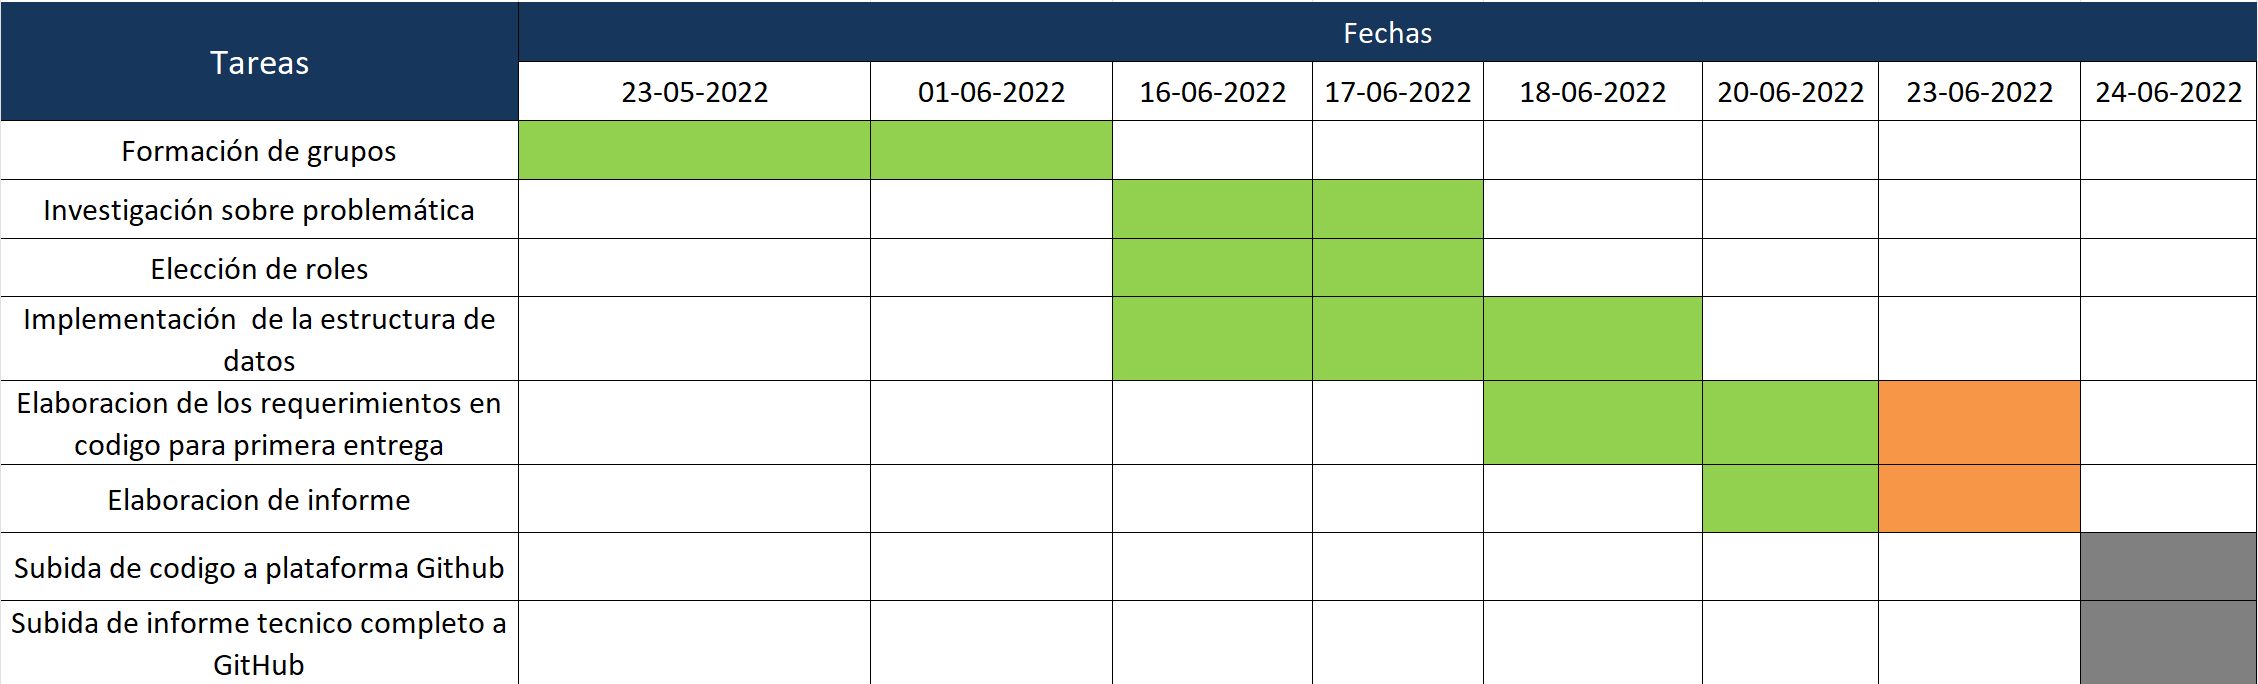 Tareas
Fechas
23-05-2022
01-06-2022
16-06-2022
17-06-2022
18-06-2022
20-06-2022
23-06-2022
24-06-2022
Formación de grupos
Investigación sobre problemática
Elección de roles
Implementación  de la estructura de
datos
Elaboracion de los requerimientos en
codigo para primera entrega
Elaboracion de informe
Subida de codigo a plataforma Github
Subida de informe tecnico completo a
GitHub